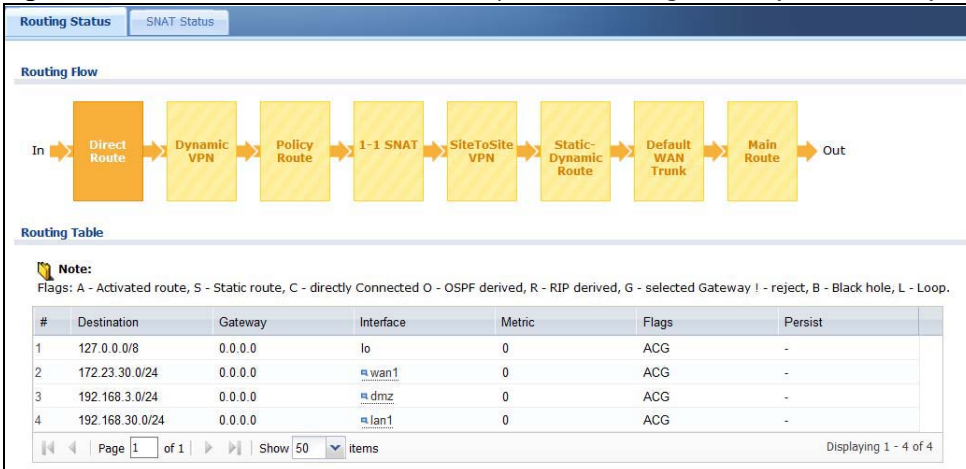 Routing Status SNAT Status
Routing Flow
In Direct Route Dynamic VPN Policy Route 1-1 SNAT SiteToSite VPN Static-Dynamic Route Default WAN Trunk Main Route Out
Routing Table
Note:
Flags: A - Activated route, S - Static route, C - directly Connected O - OSPF derived, R - RIP derived, G - selected Gateway ! - reject, B - Black hole, L - Loop.
# Destination Gateway Interface Metric Flags Persist
1 127.0.0.0/8 0.0.0.0 lo 0 ACG -
2 172.23.30.0/24 0.0.0.0 wan1 0 ACG -
3 192.168.3.0/24 0.0.0.0 dmz 0 ACG -
4 192.168.30.0/24 0.0.0.0 lan1 0 ACG -
Page 1 of 1 Show 50 items Displaying 1 - 4 of 4